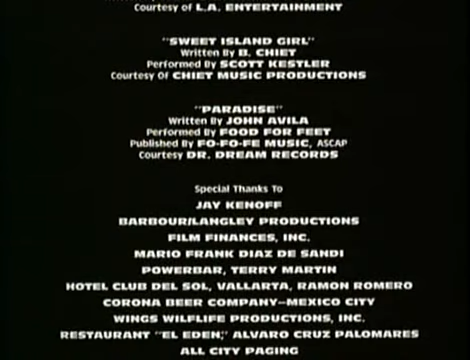 Courtesy of L.A. ENTERTAINMENT
"SWEET ISLAND GIRL"
Written By B. CHIET
Performed By SCOTT KESTLER
Courtesy Of CHIET MUSIC PRODUCTIONS
"PARADISE"
Written By JOHN AVILA
Performed By FOOD FOR FEET
Published By FO-FO-FE MUSIC, ASCAP
Courtesy DR. DREAM RECORDS
Special Thanks To
JAY KENOFF
BARBOUR/LANGLEY PRODUCTIONS
FILM FINANCES, INC.
MARIO FRANK DIAZ DE SANDI
POWERBAR, TERRY MARTIN
HOTEL CLUB DEL SOL, VALLARTA, RAMON ROMERO
CORONA BEER COMPANY–MEXICO CITY
WINGS WILFLIFE PRODUCTIONS, INC.
RESTAURANT "EL EDEN," ALVARO CRUZ PALOMARES
ALL CITY PAGING